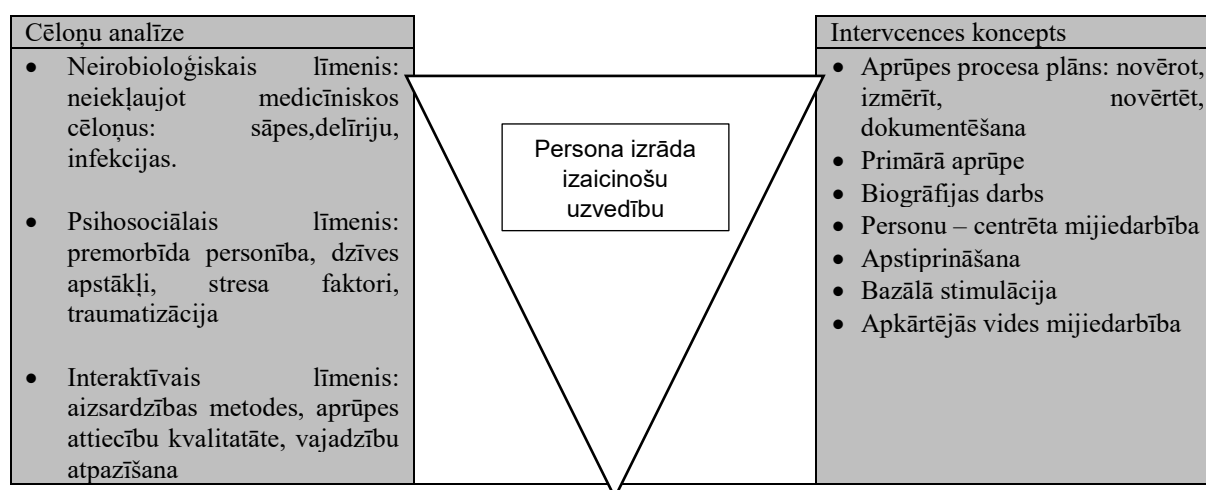 Cēloņu analīze
• Neirobioloģiskais līmenis:
neiekļaujot medicīniskos
cēloņus: sāpes,delīriju,
infekcijas.
• Psihosociālais līmenis:
premorbīda personība, dzīves
apstākļi, stresa faktori,
traumatizācija
• Interaktīvais līmenis:
aizsardzības metodes, aprūpes
attiecību kvalitatāte, vajadzību
atpazīšana
Persona izrāda
izaicinošu
uzvedību
Intervcences koncepts
• Aprūpes procesa plāns: novērot,
izmērīt, novērtēt,
dokumentēšana
• Primārā aprūpe
• Biogrāfijas darbs
• Personu – centrēta mijiedarbība
• Apstiprināšana
• Bazālā stimulācija
• Apkārtējās vides mijiedarbība